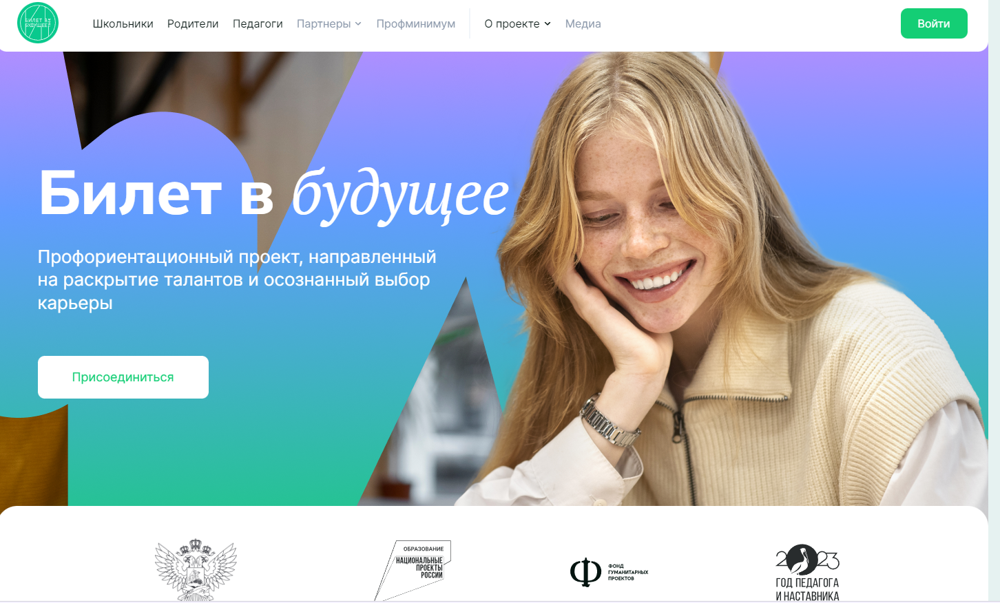 БИЛЕТ В
БУДУЩЕЕ
Школьники Родители Педагоги Партнеры Профминимум О проекте Медиа Войти
Билет в будущее
Профориентационный проект, направленный
на раскрытие талантов и осознанный выбор
карьеры
Присоединиться
ОБРАЗОВАНИЕ
НАЦИОНАЛЬНЫЕ
ПРОЕКТЫ
РОССИИ
ФОНД
ГУМАНИТАРНЫХ
ПРОЕКТОВ
2023
ГОД ПЕДАГОГА
И НАСТАВНИКА